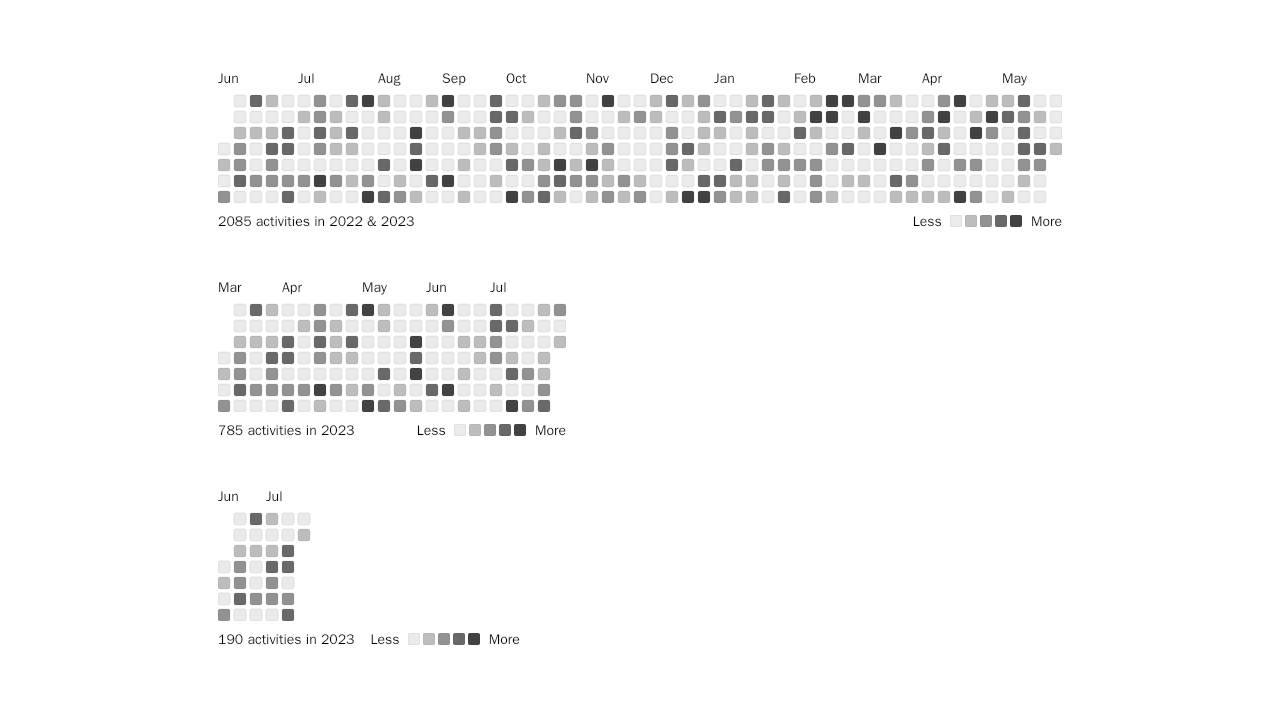 Jun Jul Aug Sep Oct Nov Dec Jan Feb Mar Apr May
2085 activities in 2022 & 2023 Less More
Mar Apr May Jun Jul
785 activities in 2023 Less More
Jun Jul
190 activities in 2023 Less More